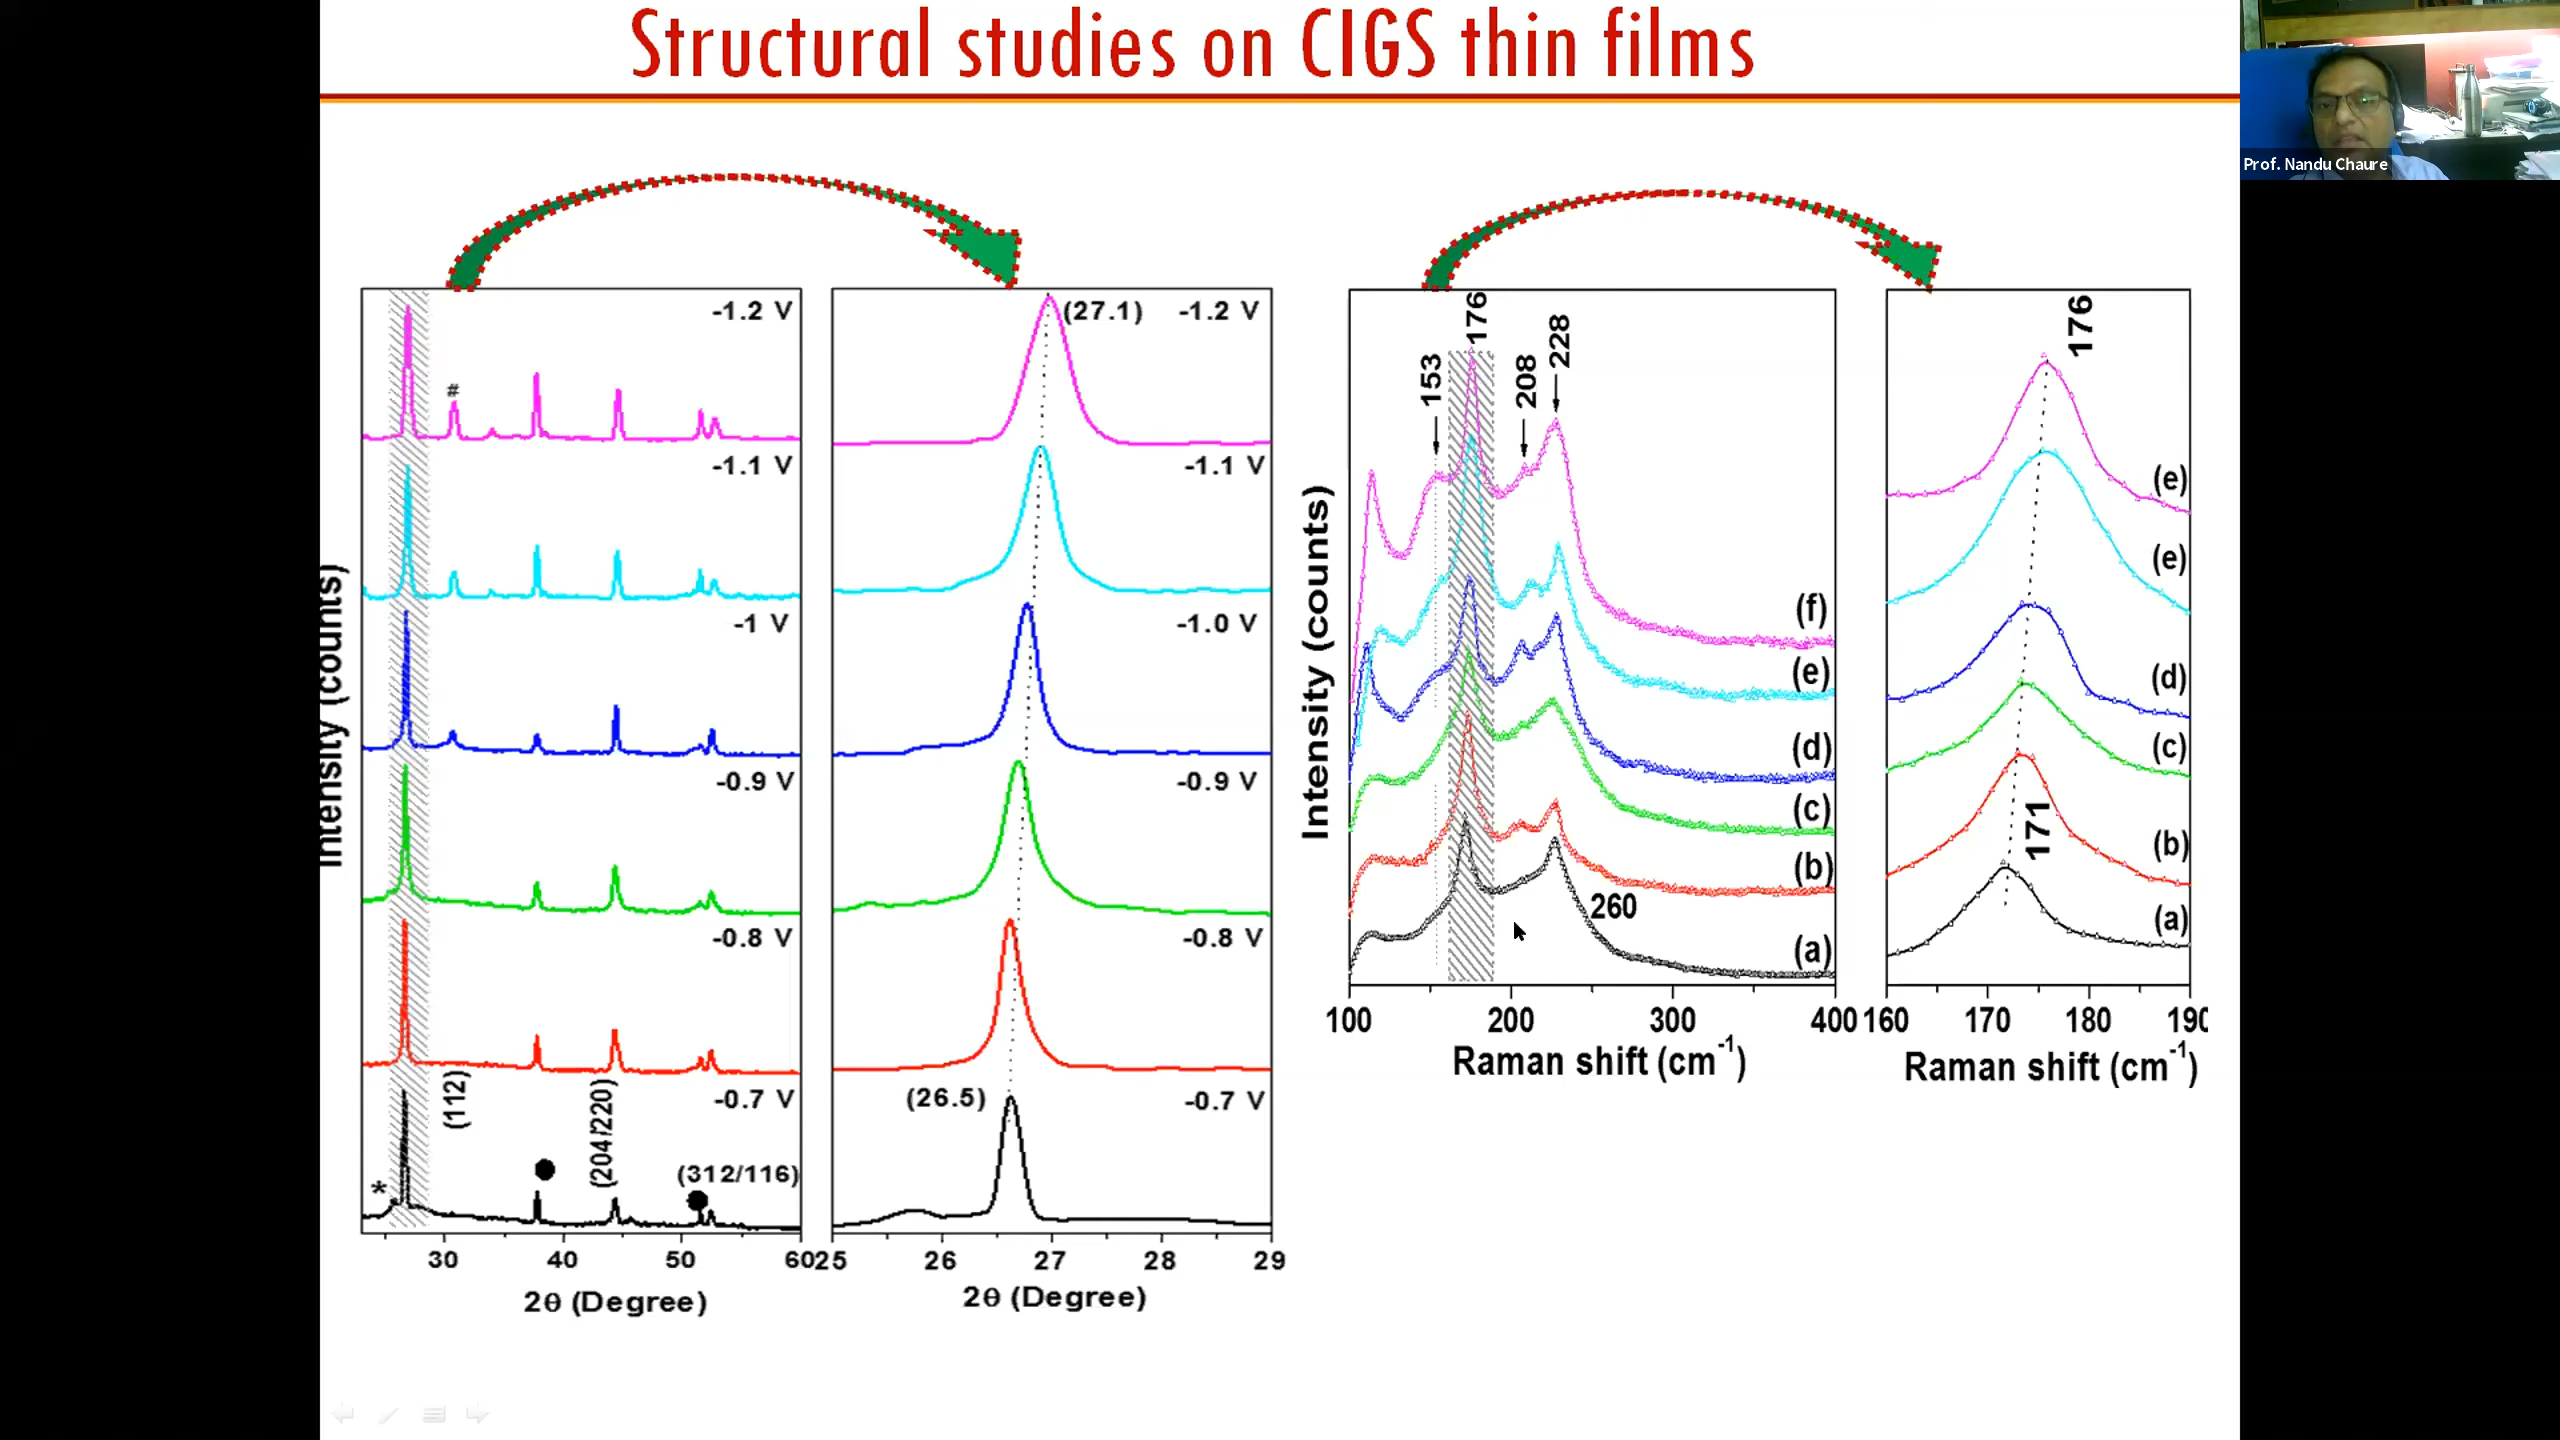 Structural studies on CIGS thin films
Prof. Nandu Chaure
Intensity (counts)
-1.2 V
#
-1.1 V
-1 V
-0.9 V
-0.8 V
(112)
(204/220)
-0.7 V
(312/116)
*
30
40
50
60
2θ (Degree)
(27.1)
-1.2 V
-1.1 V
-1.0 V
-0.9 V
-0.8 V
(26.5)
-0.7 V
25
26
27
28
29
2θ (Degree)
Intensity (counts)
153
176
208
228
(f)
(e)
(d)
(c)
(b)
260
(a)
100
200
300
400
Raman shift (cm-1)
176
(e)
(e)
(d)
(c)
171
(b)
(a)
160
170
180
190
Raman shift (cm-1)